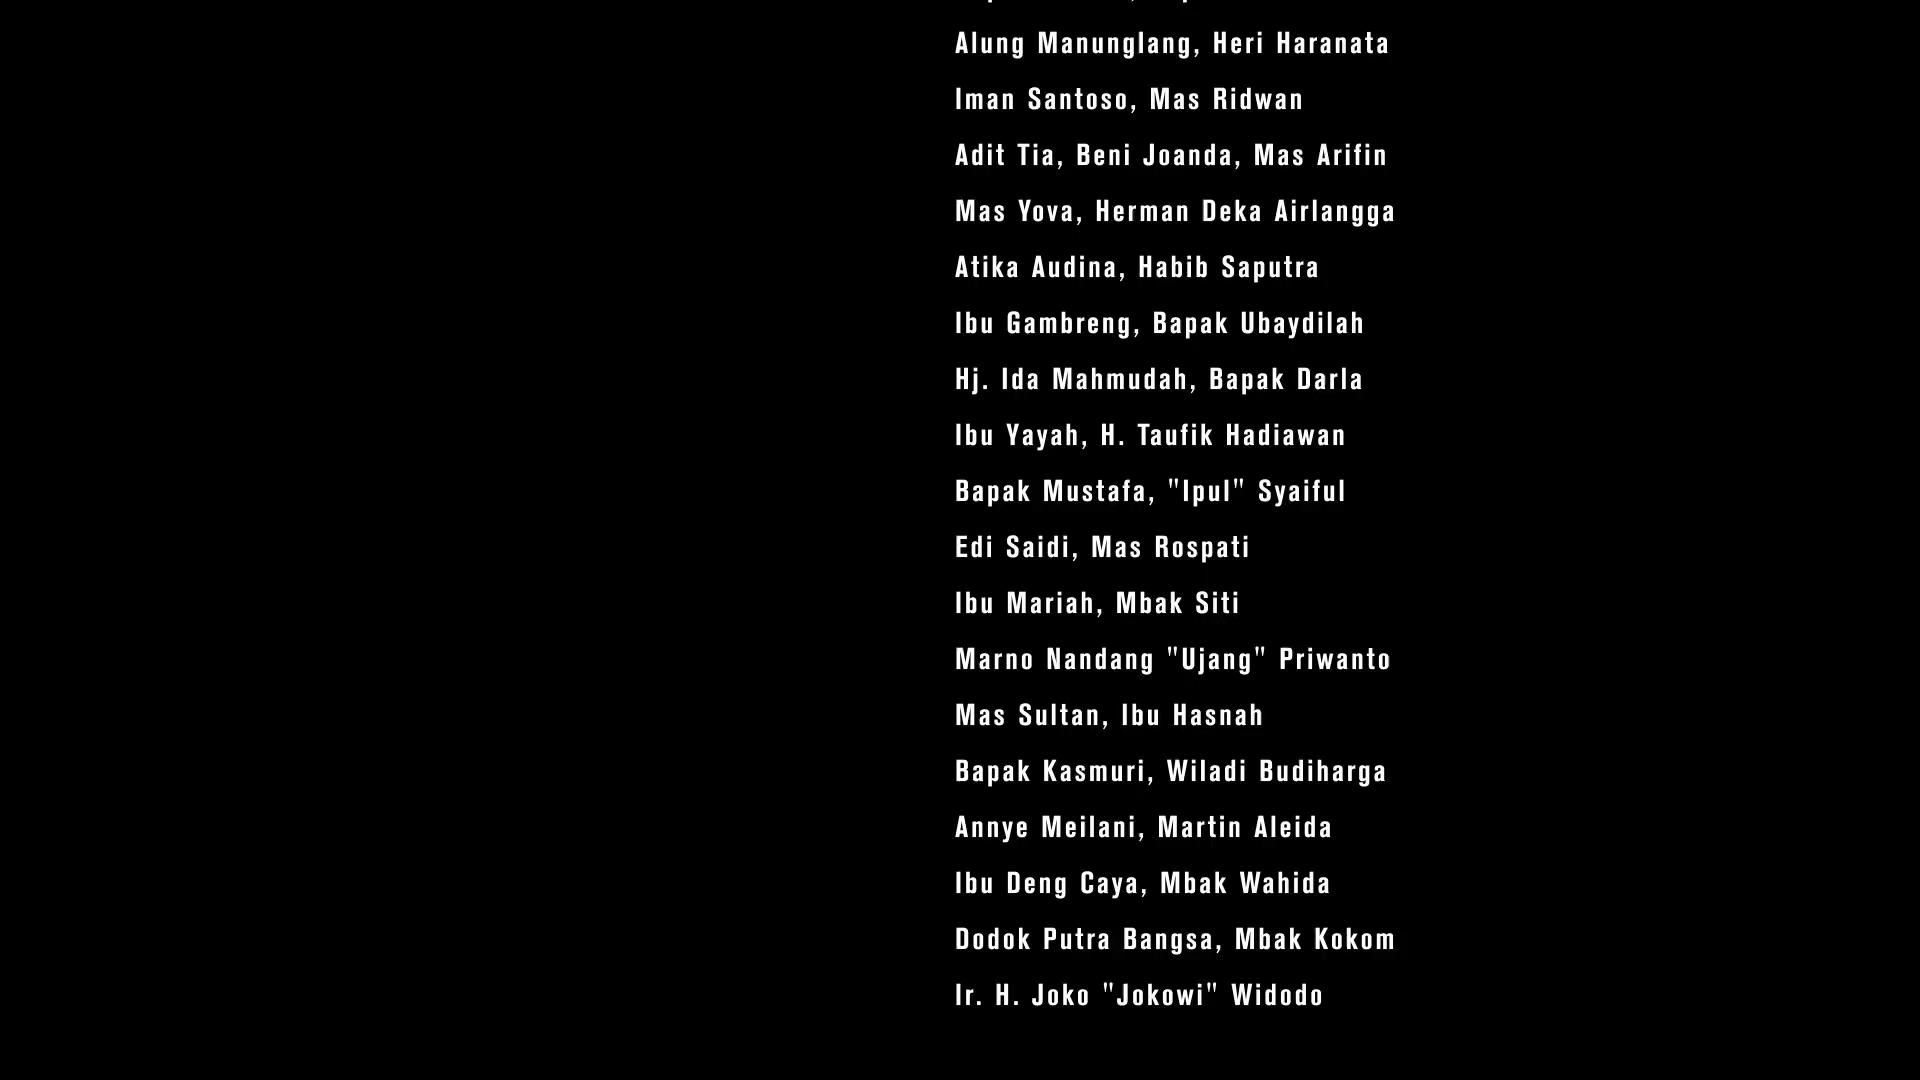 Alung Manunglang, Heri Haranata
Iman Santoso, Mas Ridwan
Adit Tia, Beni Joanda, Mas Arifin
Mas Yova, Herman Deka Airlangga
Atika Audina, Habib Saputra
Ibu Gambreng, Bapak Ubaydilah
Hj. Ida Mahmudah, Bapak Darla
Ibu Yayah, H. Taufik Hadiawan
Bapak Mustafa, "Ipul" Syaiful
Edi Saidi, Mas Rospati
Ibu Mariah, Mbak Siti
Marno Nandang "Ujang" Priwanto
Mas Sultan, Ibu Hasnah
Bapak Kasmuri, Wiladi Budiharga
Annye Meilani, Martin Aleida
Ibu Deng Caya, Mbak Wahida
Dodok Putra Bangsa, Mbak Kokom
Ir. H. Joko "Jokowi" Widodo